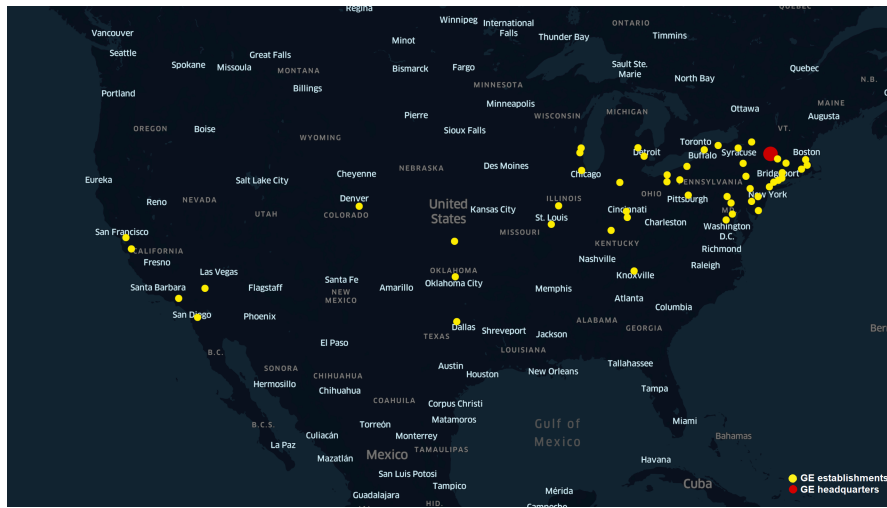 Regina
QUEBEC
Winnipeg
International
Falls
ONTARIO
Vancouver
Thunder Bay
Timmins
Minot
Seattle
Great Falls
Spokane
Missoula
MONTANA
Bismarck
Fargo
Sault Ste.
Marie
North Bay
Quebec
N.B.
Billings
MINNESOTA
Portland
Minneapolis
MAINE
Pierre
WISCONSIN
MICHIGAN
Ottawa
Augusta
OREGON
Boise
Sioux Falls
VT.
WYOMING
Toronto
Detroit
Buffalo
Syracuse
Boston
Des Moines
NEBRASKA
Cheyenne
Chicago
Bridgeport
Eureka
Salt Lake City
PENNSYLVANIA
Reno
NEVADA
Denver
United
States
ILLINOIS
OHIO
Pittsburgh
New York
UTAH
COLORADO
Kansas City
St. Louis
Cincinnati
MD.
Charleston
San Francisco
MISSOURI
Washington
D.C.
CALIFORNIA
KENTUCKY
Richmond
Fresno
Nashville
Raleigh
Las Vegas
OKLAHOMA
Knoxville
Santa Barbara
Flagstaff
Santa Fe
Amarillo
Oklahoma City
Memphis
NEW
MEXICO
Atlanta
Columbia
San Diego
Phoenix
ALABAMA
GEORGIA
Dallas
Shreveport
Jackson
TEXAS
El Paso
LOUISIANA
B.C.
SONORA
CHIHUAHUA
Austin
Houston
New Orleans
Tallahassee
Hermosillo
Chihuahua
Tampa
COAHUILA
Corpus Christi
Matamoros
Miami
B.C.S.
Torreón
Gulf of
Mexico
Culiacán
Monterrey
Bahamas
La Paz
TAMAULIPAS
Mazatlán
Mexico
Havana
San Luis Potosi
Tampico
Mérida
Cuba
Guadalajara
HID.
Campeche
GE establishments
GE headquarters